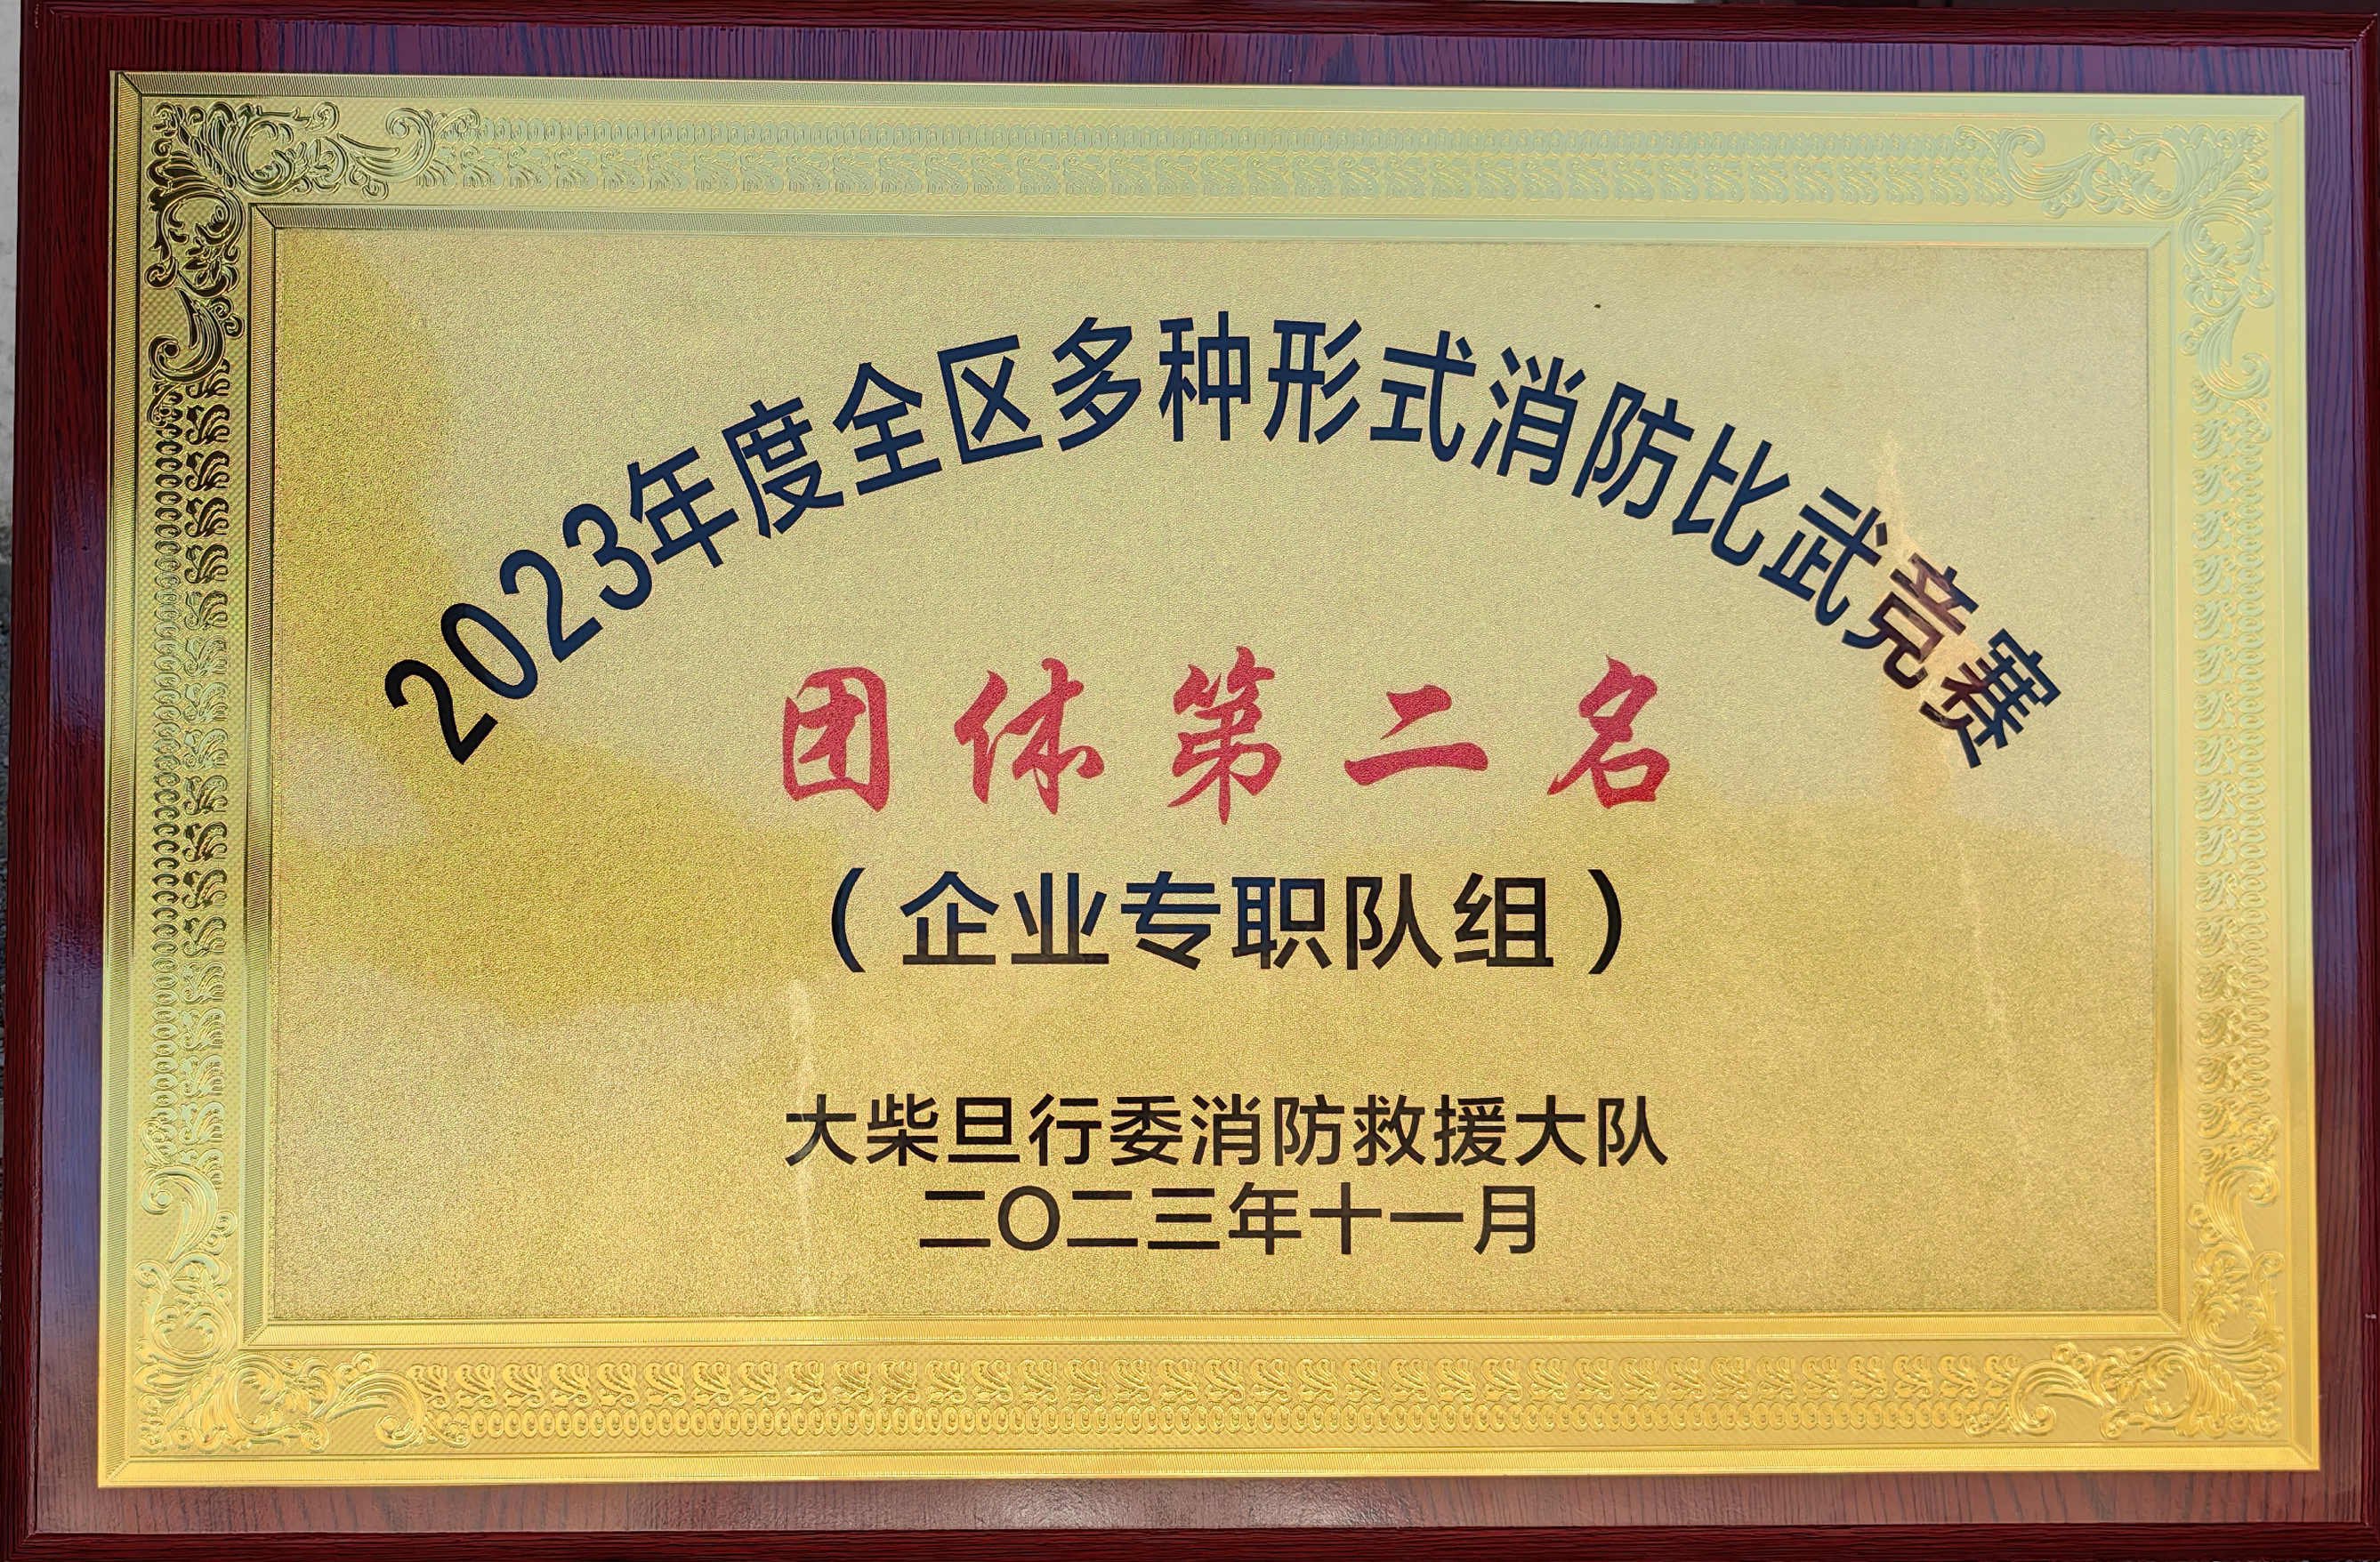 2023年度全区多种形式消防比武竞赛
团体第二名
（企业专职队组）
大柴旦行委消防救援大队
二〇二三年十一月